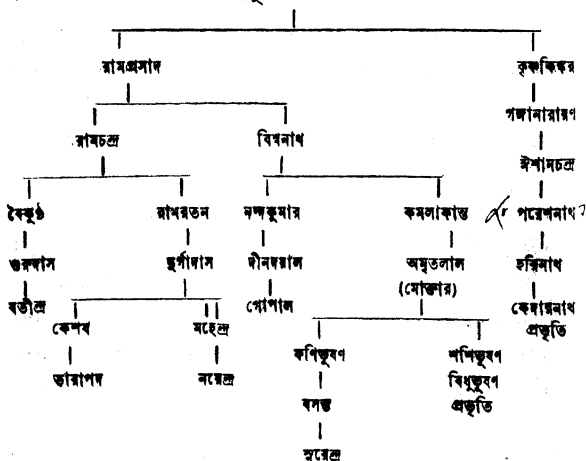 রামপ্রসাদ কৃষ্ণকিঙ্কর
গঙ্গানারায়ণ
রামচন্দ্র বিশ্বনাথ
ঈশানচন্দ্র
বৈকুণ্ঠ রামরতন নন্দকুমার কমলাকান্ত পরেশনাথ
গুরুদাস দুর্গাদাস দীনদয়াল অমৃতলাল হরিনাথ
(মোক্তার)
যতীন্দ্র কেশব মহেন্দ্র গোপাল কেদারনাথ
প্রভৃতি
তারাপদ নরেন্দ্র ফণিভূষণ শশিভূষণ
বিধুভূষণ
প্রভৃতি
বসন্ত
সুরেন্দ্র